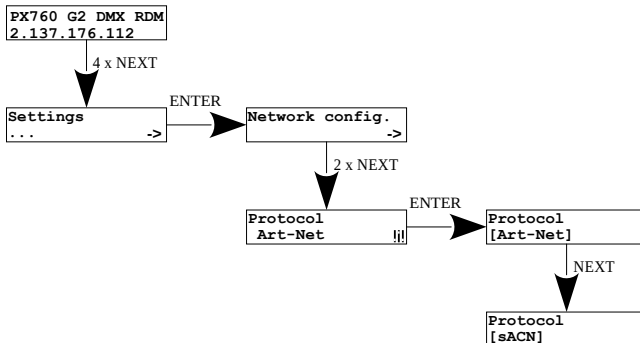 PX760 G2 DMX RDM
2.137.176.112
4 x NEXT
Settings
... ->
ENTER
Network config.
->
2 x NEXT
Protocol
Art-Net !¡!
ENTER
Protocol
[Art-Net]
NEXT
Protocol
[sACN]